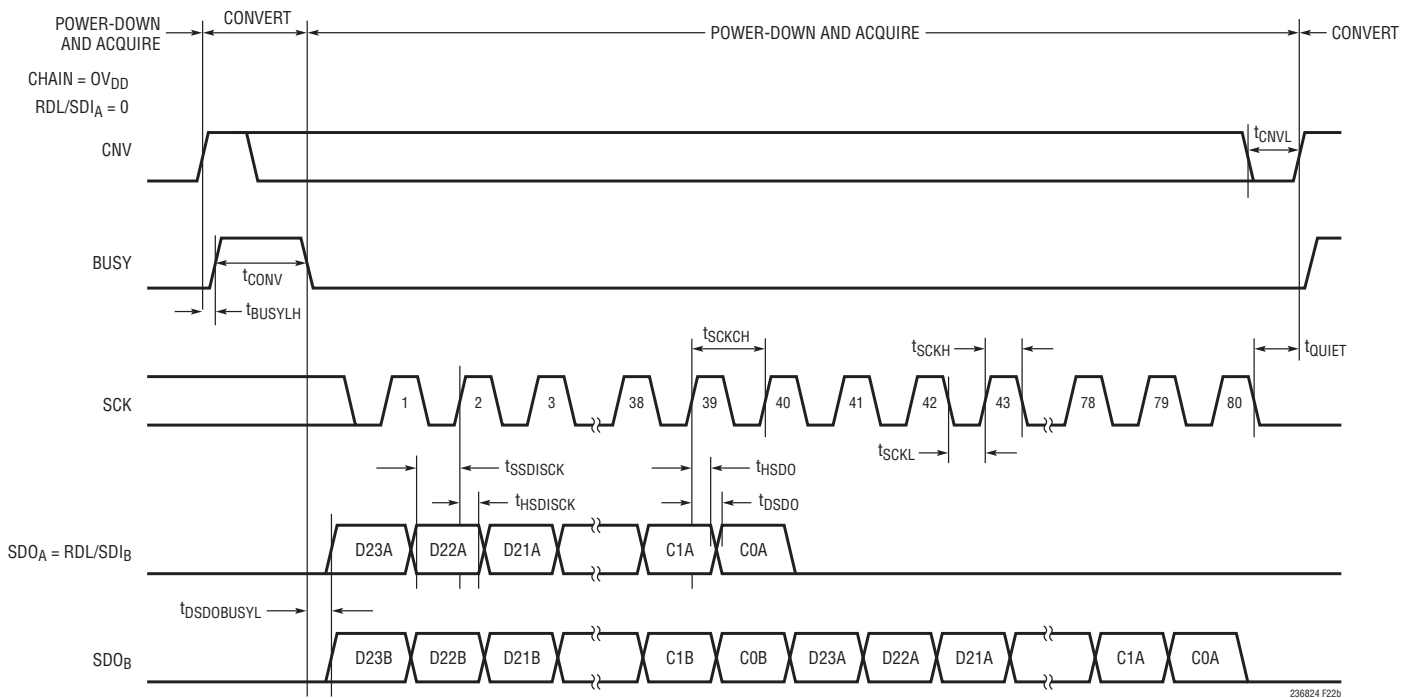 POWER-DOWN
AND ACQUIRE
CONVERT
POWER-DOWN AND ACQUIRE
CONVERT
CHAIN = OVDD
RDL/SDIA = 0
CNV
tCNVL
BUSY
tCONV
tBUSYLH
tSCKCH
tSCKH
tQUIET
SCK
1 2 3 38 39 40 41 42 43 78 79 80
tSCKL
tSSDISCK
tHSDO
tHSDISCK
tDSDO
SDOA = RDL/SDIB
D23A D22A D21A C1A C0A
tDSDOBUSYL
SDOB
D23B D22B D21B C1B C0B D23A D22A D21A C1A C0A
236824 F22b